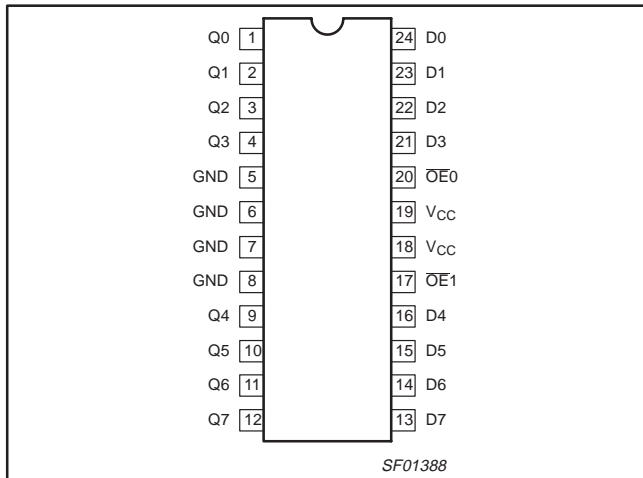 Q0 1 24 D0
Q1 2 23 D1
Q2 3 22 D2
Q3 4 21 D3
GND 5 20 O̅E̅0
GND 6 19 VCC
GND 7 18 VCC
GND 8 17 O̅E̅1
Q4 9 16 D4
Q5 10 15 D5
Q6 11 14 D6
Q7 12 13 D7
SF01388